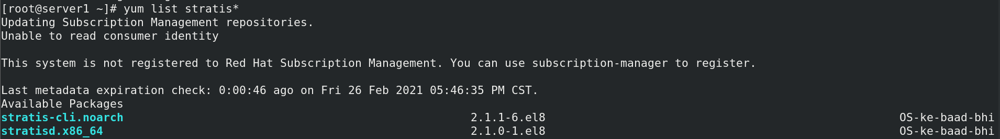 [root@server1 ~]# yum list stratis*
Updating Subscription Management repositories.
Unable to read consumer identity
This system is not registered to Red Hat Subscription Management. You can use subscription-manager to register.
Last metadata expiration check: 0:00:46 ago on Fri 26 Feb 2021 05:46:35 PM CST.
Available Packages
stratis-cli.noarch 2.1.1-6.el8 OS-ke-baad-bhi
stratisd.x86_64 2.1.0-1.el8 OS-ke-baad-bhi